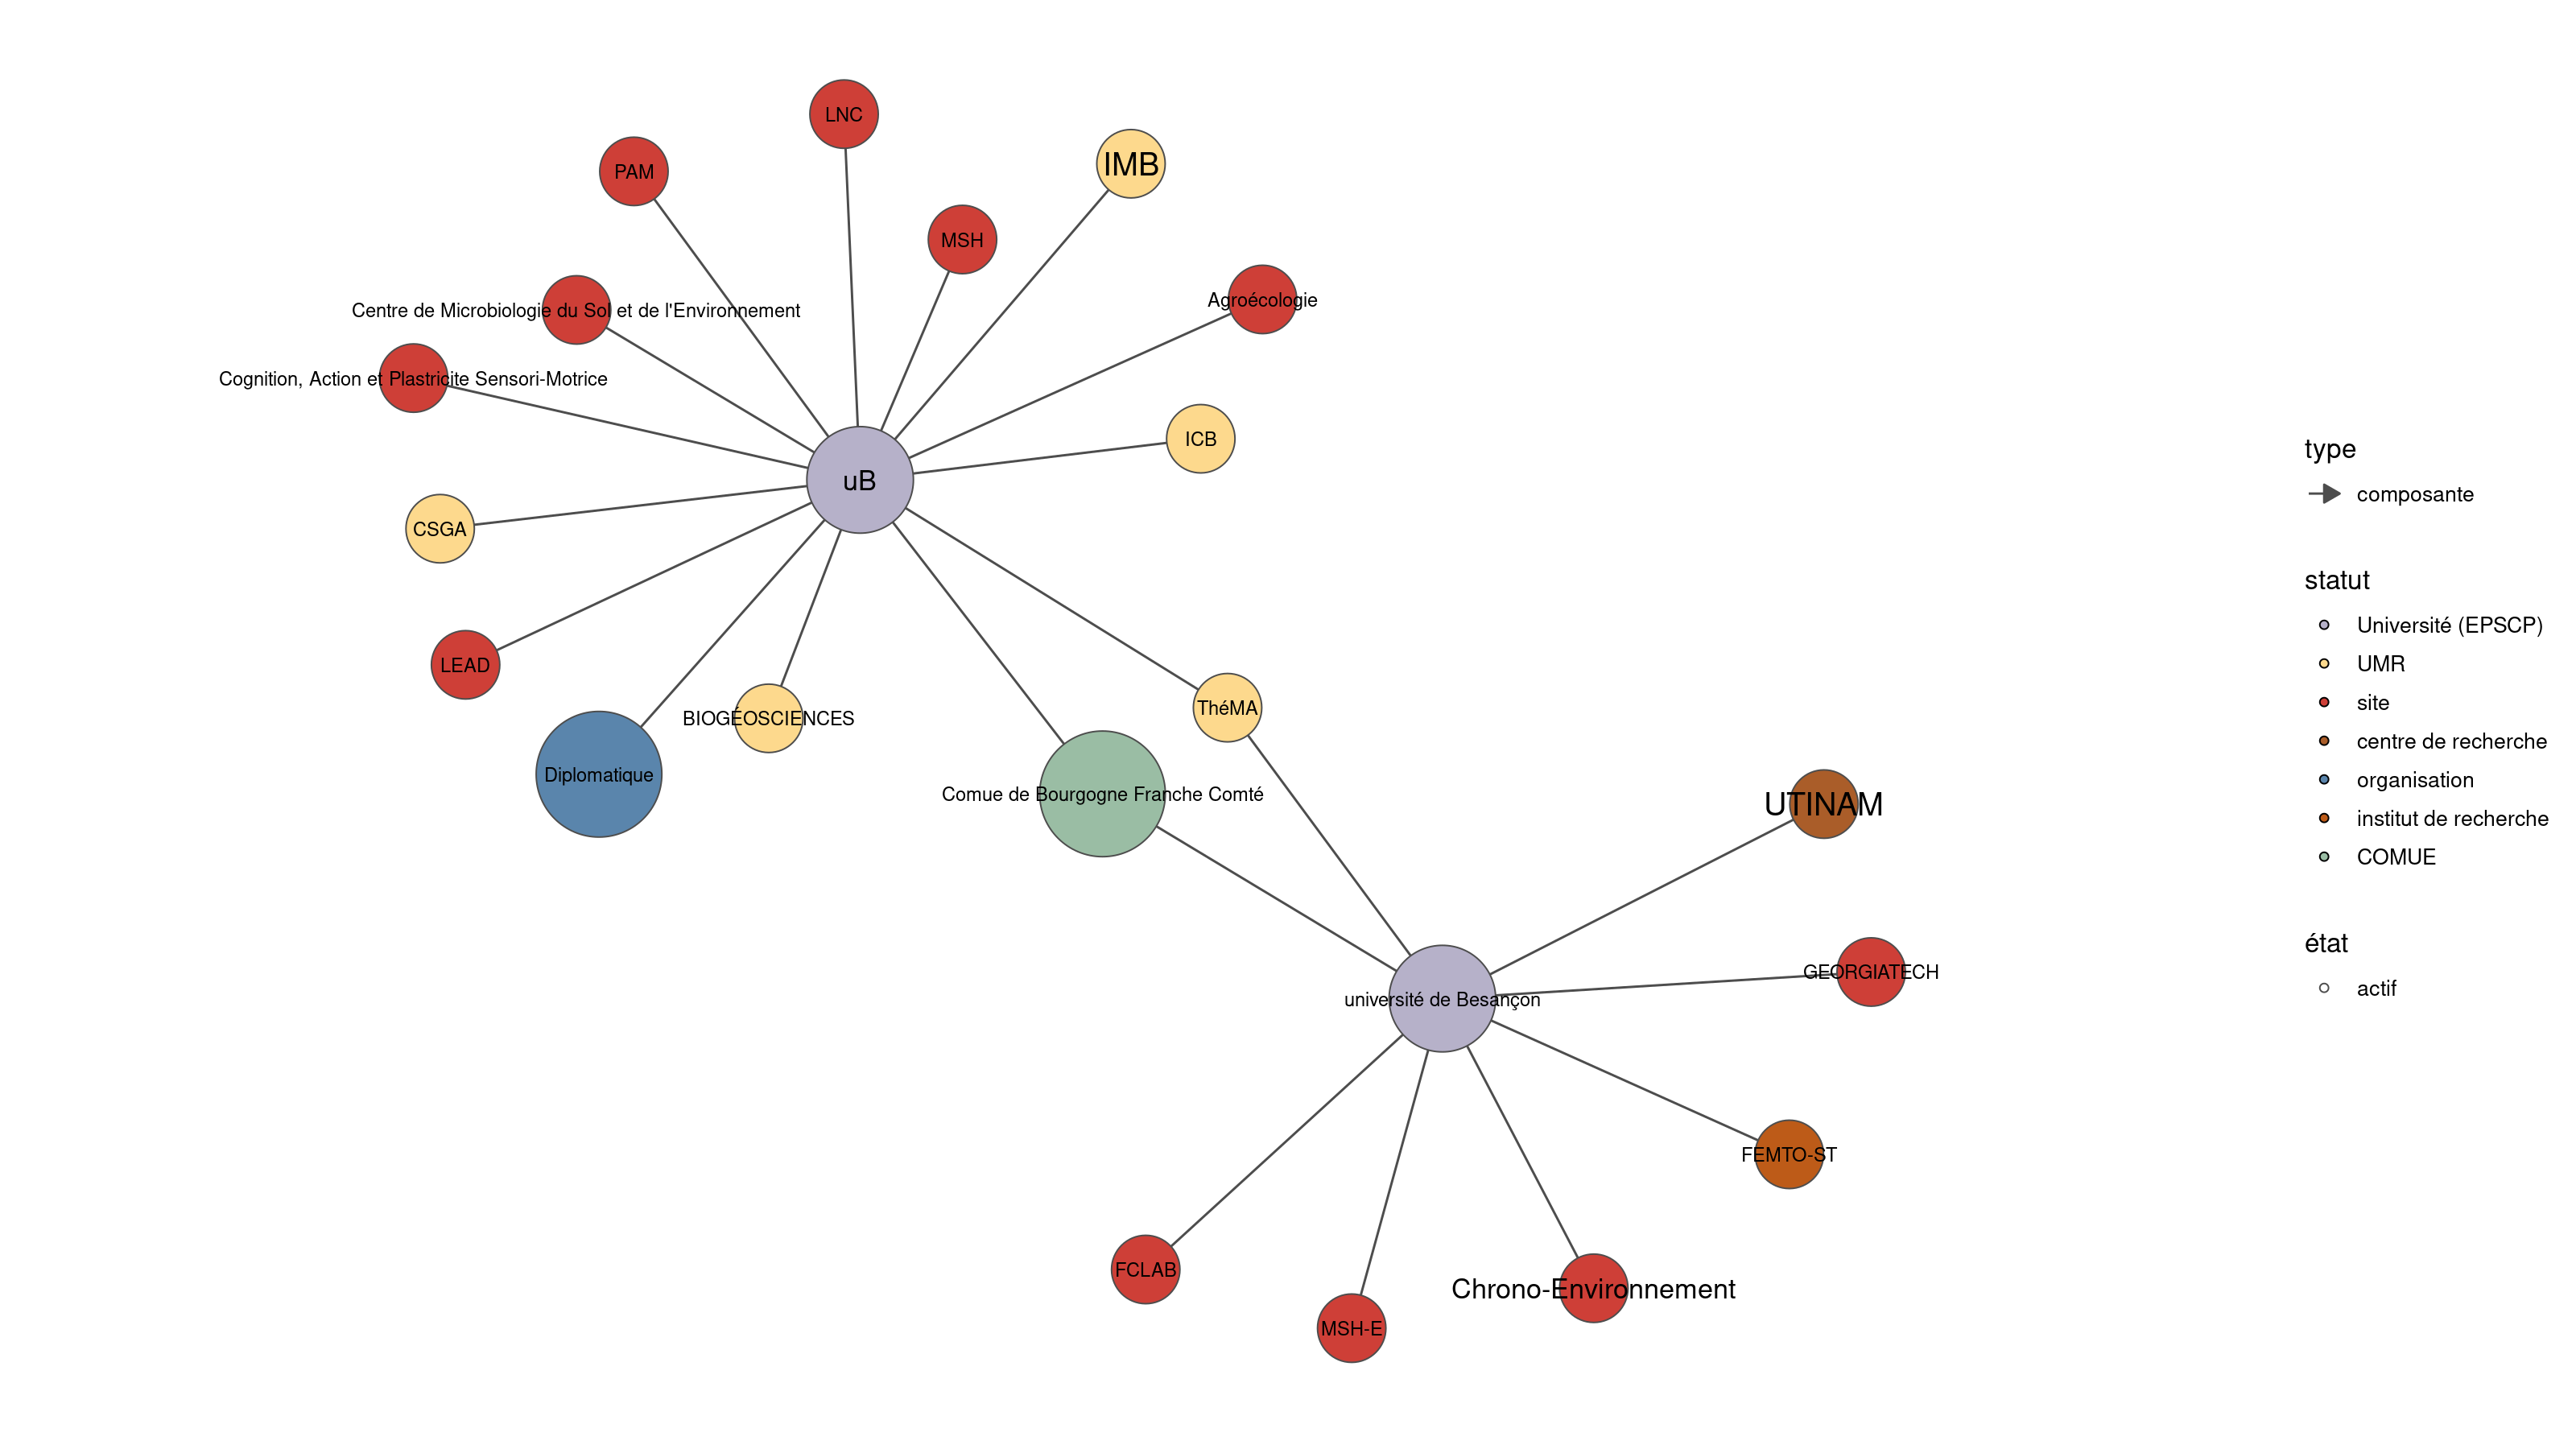 LNC
IMB
PAM
MSH
Agroécologie
Centre de Microbiologie du Sol et de l'Environnement
Cognition, Action et Plastricite Sensori-Motrice
ICB
uB
CSGA
LEAD
ThéMA
BIOGÉOSCIENCES
Diplomatique
Comue de Bourgogne Franche Comté
UTINAM
GEORGIATECH
université de Besançon
FEMTO-ST
FCLAB
Chrono-Environnement
MSH-E
type
composante
statut
Université (EPSCP)
UMR
site
centre de recherche
organisation
institut de recherche
COMUE
état
actif